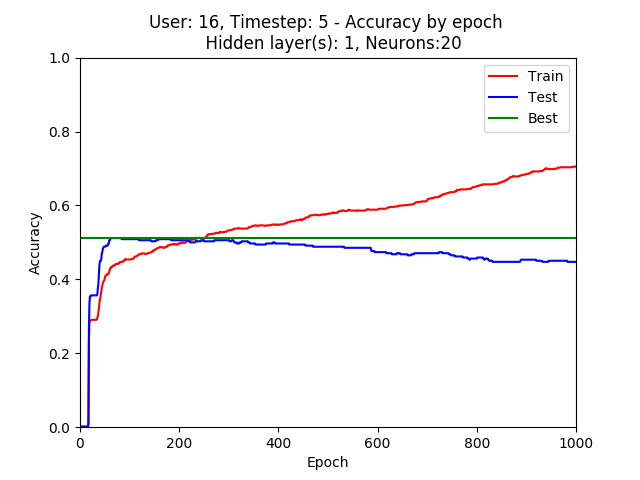 User: 16, Timestep: 5 - Accuracy by epoch
Hidden layer(s): 1, Neurons:20
Train
Test
Best
1.0
0.8
0.6
0.4
0.2
0.0
Accuracy
0 200 400 600 800 1000
Epoch